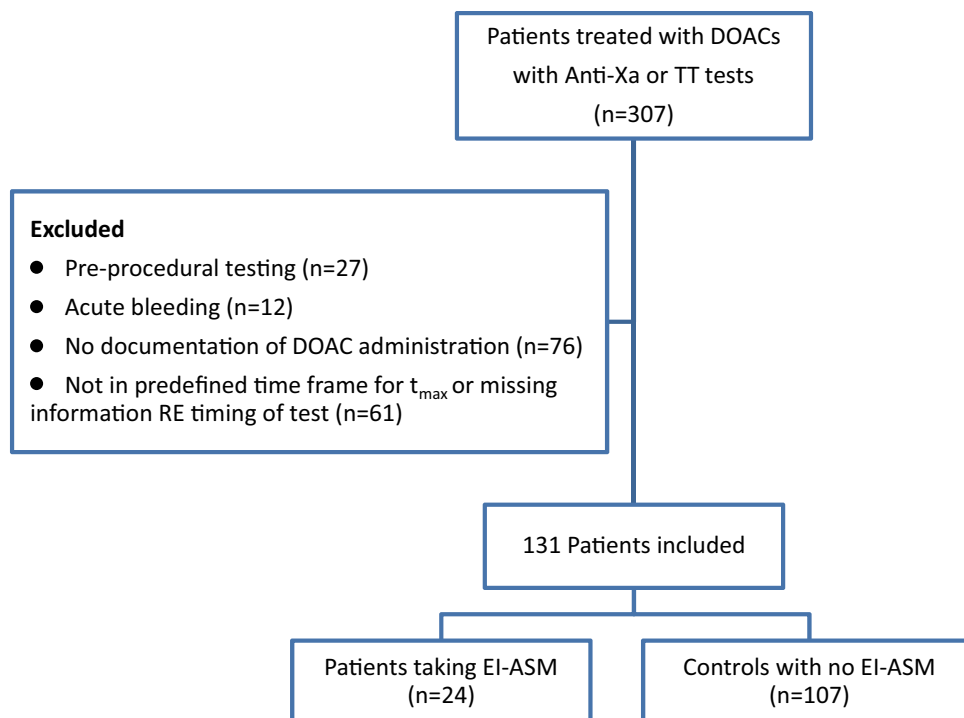 Patients treated with DOACs
with Anti-Xa or TT tests
(n=307)
Excluded
● Pre-procedural testing (n=27)
● Acute bleeding (n=12)
● No documentation of DOAC administration (n=76)
● Not in predefined time frame for tmax or missing
information RE timing of test (n=61)
131 Patients included
Patients taking EI-ASM
(n=24)
Controls with no EI-ASM
(n=107)